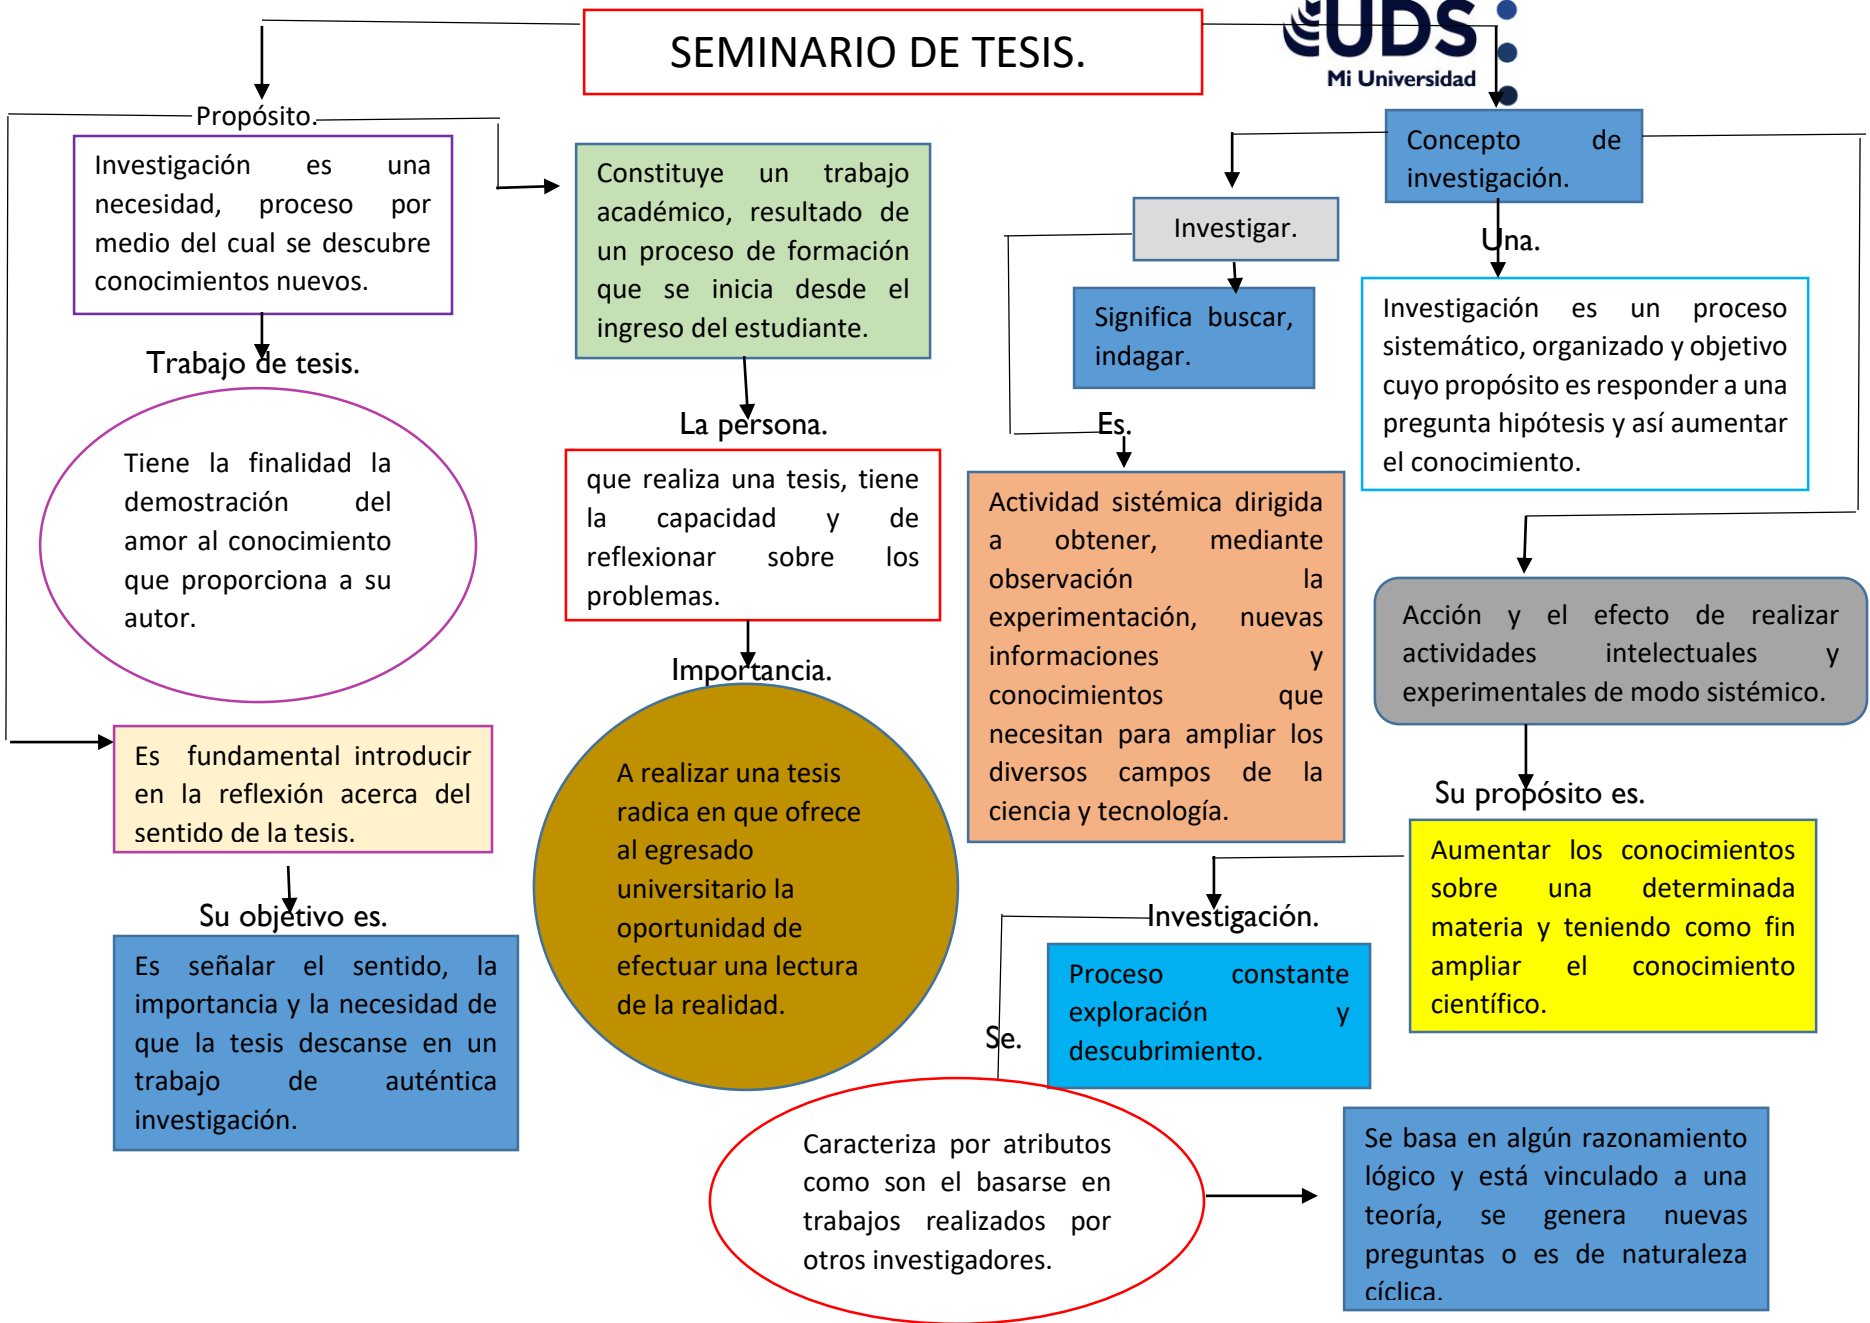 SEMINARIO DE TESIS.
UDS
Mi Universidad
Propósito.
Investigación es una
necesidad, proceso por
medio del cual se descubre
conocimientos nuevos.
Trabajo de tesis.
Tiene la finalidad la
demostración del
amor al conocimiento
que proporciona a su
autor.
Es fundamental introducir
en la reflexión acerca del
sentido de la tesis.
Su objetivo es.
Es señalar el sentido, la
importancia y la necesidad de
que la tesis descanse en un
trabajo de auténtica
investigación.
Constituye un trabajo
académico, resultado de
un proceso de formación
que se inicia desde el
ingreso del estudiante.
La persona.
que realiza una tesis, tiene
la capacidad y de
reflexionar sobre los
problemas.
Importancia.
A realizar una tesis
radica en que ofrece
al egresado
universitario la
oportunidad de
efectuar una lectura
de la realidad.
Concepto de
investigación.
Investigar.
Significa buscar,
indagar.
Es.
Actividad sistémica dirigida
a obtener, mediante
observación la
experimentación, nuevas
informaciones y
conocimientos que
necesitan para ampliar los
diversos campos de la
ciencia y tecnología.
Una.
Investigación es un proceso
sistemático, organizado y objetivo
cuyo propósito es responder a una
pregunta hipótesis y así aumentar
el conocimiento.
Acción y el efecto de realizar
actividades intelectuales y
experimentales de modo sistémico.
Su propósito es.
Aumentar los conocimientos
sobre una determinada
materia y teniendo como fin
ampliar el conocimiento
científico.
Investigación.
Proceso constante
exploración y
descubrimiento.
Se.
Caracteriza por atributos
como son el basarse en
trabajos realizados por
otros investigadores.
Se basa en algún razonamiento
lógico y está vinculado a una
teoría, se genera nuevas
preguntas o es de naturaleza
cíclica.